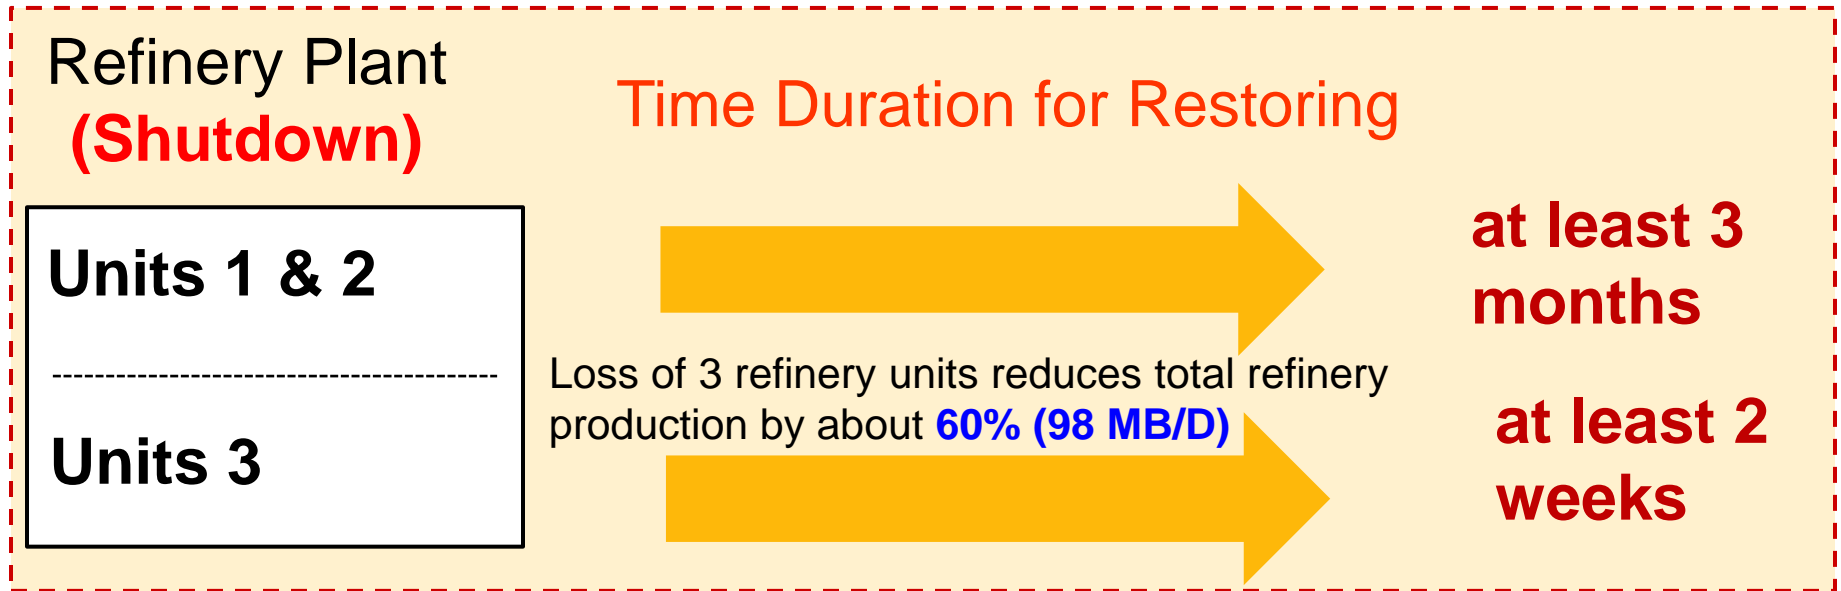 Refinery Plant
(Shutdown)
Time Duration for Restoring
Units 1 & 2
at least 3
months
Loss of 3 refinery units reduces total refinery
production by about 60% (98 MB/D)
Units 3
at least 2
weeks